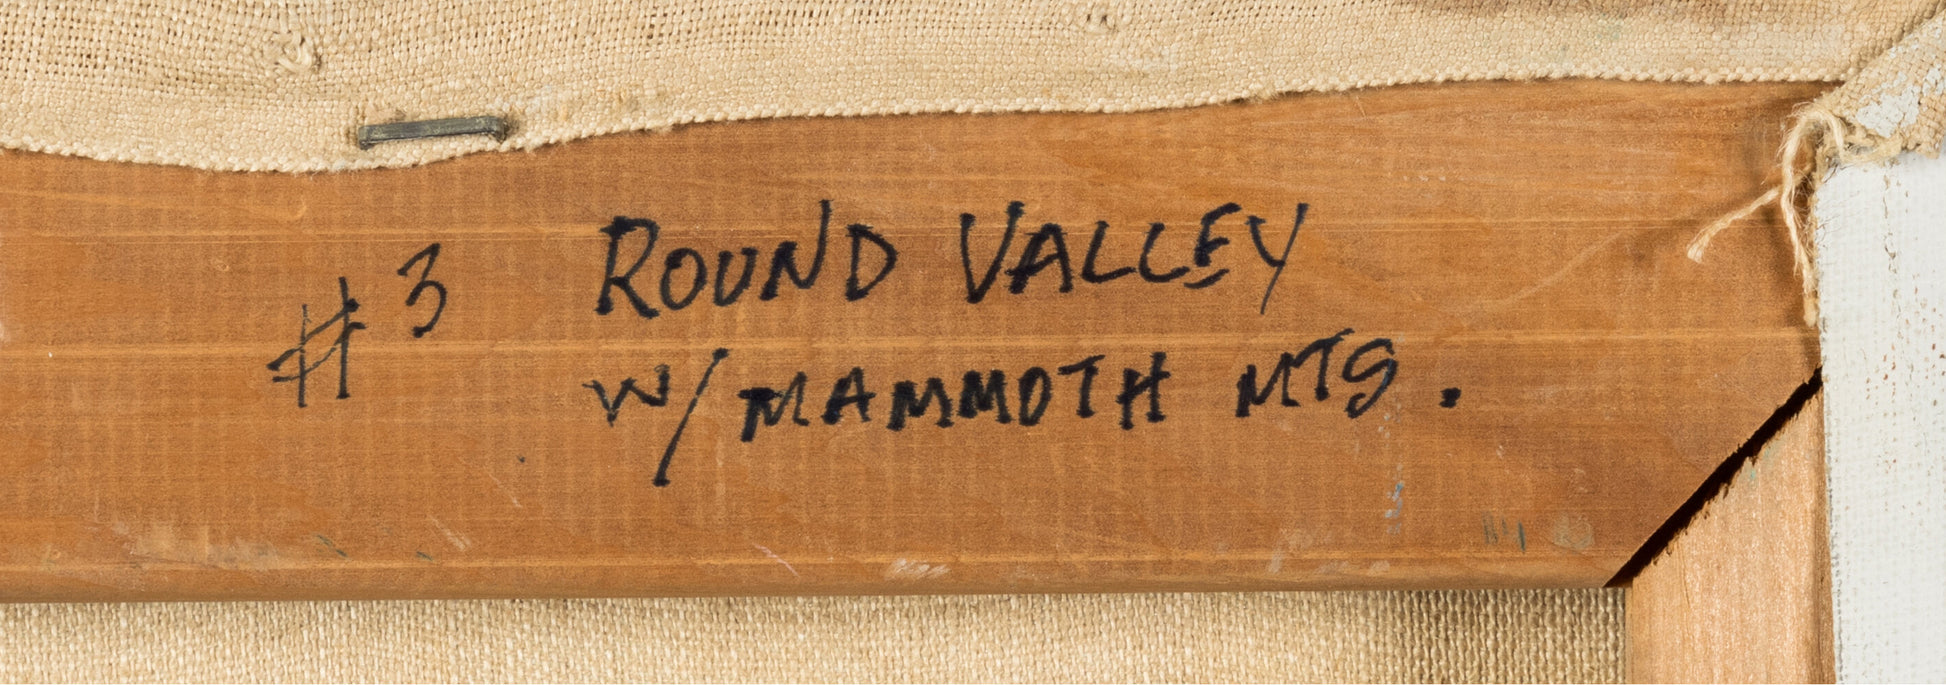 #3 ROUND VALLEY
W/MAMMOTH MTS.